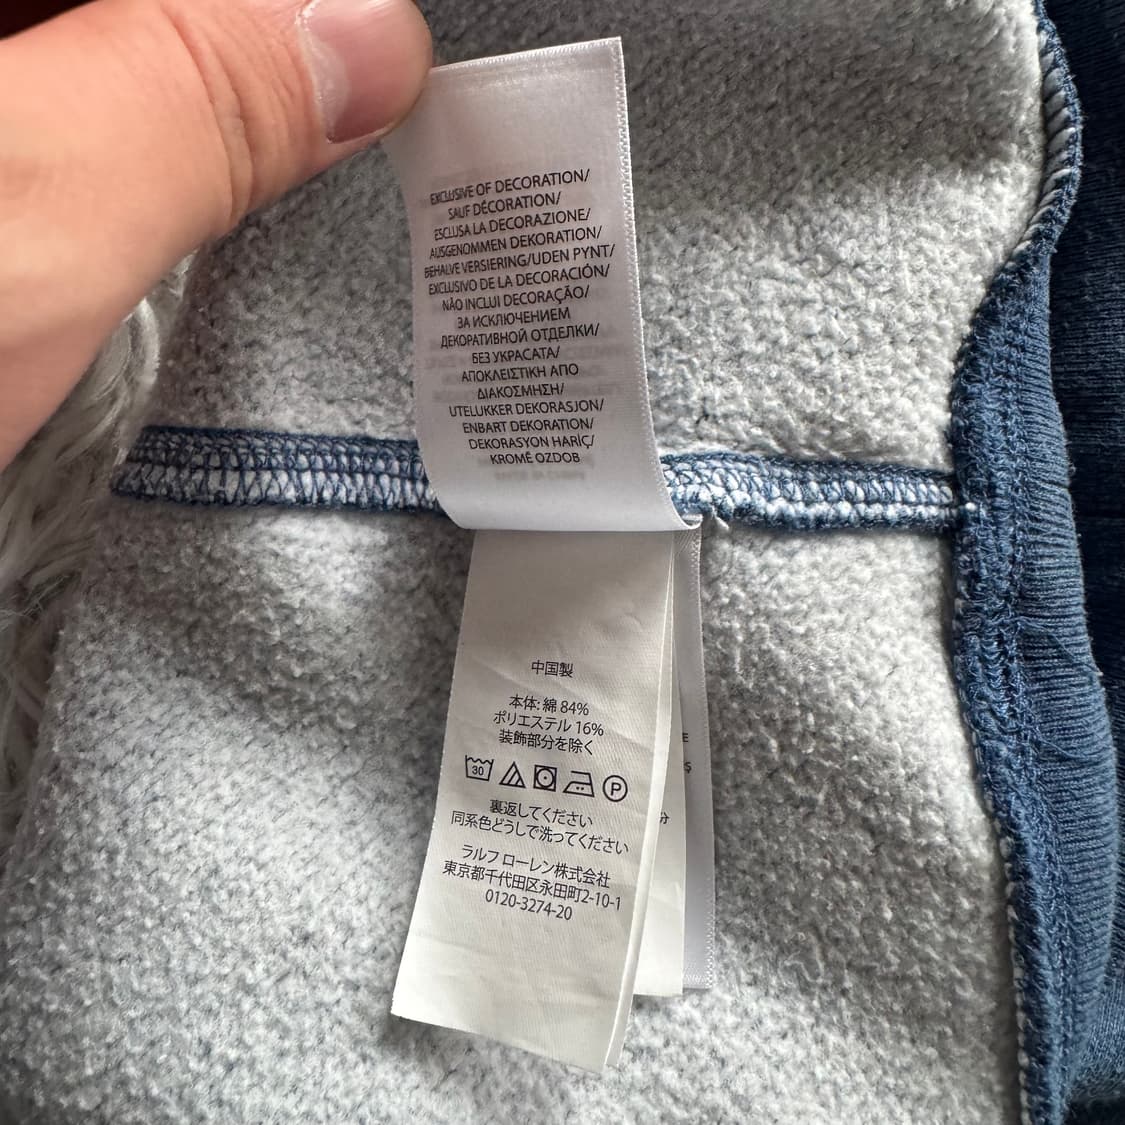 EXCLUSIVE OF DECORATION/
SAUF DÉCORATION/
ESCLUSA LA DECORAZIONE/
AUSGENOMMEN DEKORATION/
BEHALVE VERSIERING/UDEN PYNT/
EXCLUSIVO DE LA DECORACIÓN/
NÃO INCLUI DECORAÇÃO/
ЗА ИСКЛЮЧЕНИЕМ
ДЕКОРАТИВНОЙ ОТДЕЛКИ/
БЕЗ УКРАСАТА/
ΑΠΟΚΛΕΙΣΤΙΚΗ ΑΠΟ
ΔΙΑΚΟΣΜΗΣΗ/
UTELUKKER DEKORASJON/
ENBART DEKORATION/
DEKORASYON HARİÇ/
KROMĖ OZDOB
中国製
本体: 綿 84%
ポリエステル 16%
装飾部分を除く
30
P
裏返してください
同系色どうしで洗ってください
ラルフ ローレン株式会社
東京都千代田区永田町2-10-1
0120-3274-20
E
Ş
分